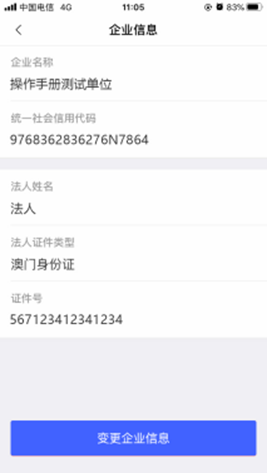 中国电信 4G 11:05 83%
企业信息
企业名称
操作手册测试单位
统一社会信用代码
9768362836276N7864
法人姓名
法人
法人证件类型
澳门身份证
证件号
567123412341234
变更企业信息